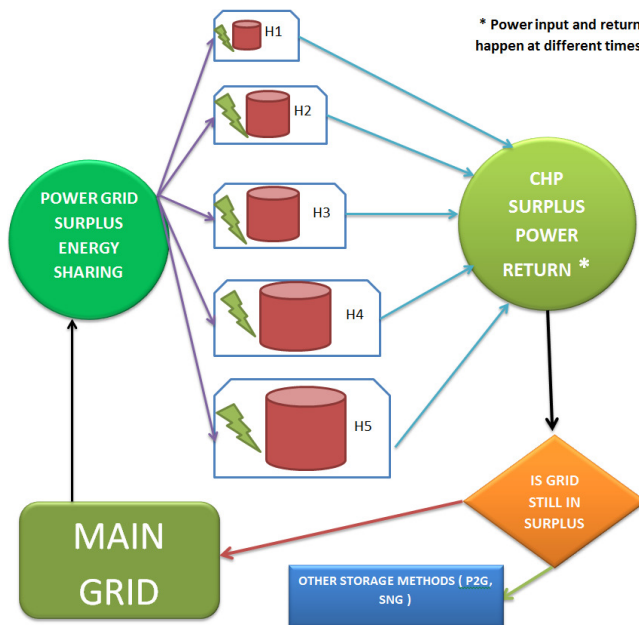 * Power input and return
happen at different times
H1
H2
H3
H4
H5
POWER GRID
SURPLUS
ENERGY
SHARING
CHP
SURPLUS
POWER
RETURN *
IS GRID
STILL IN
SURPLUS
MAIN
GRID
OTHER STORAGE METHODS ( P2G,
SNG )